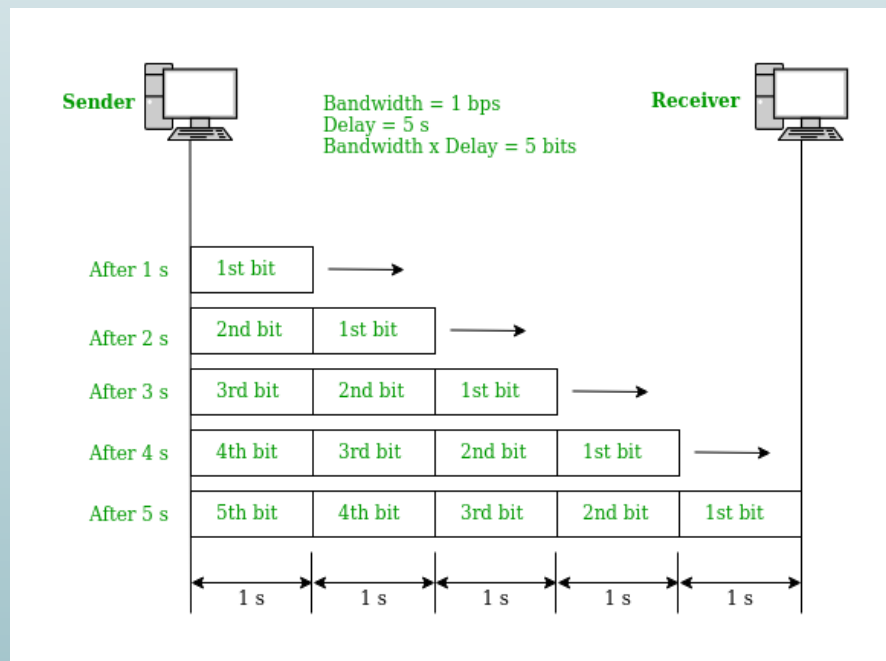 Sender
Bandwidth = 1 bps
Delay = 5 s
Bandwidth x Delay = 5 bits
Receiver
After 1 s 1st bit
After 2 s 2nd bit 1st bit
After 3 s 3rd bit 2nd bit 1st bit
After 4 s 4th bit 3rd bit 2nd bit 1st bit
After 5 s 5th bit 4th bit 3rd bit 2nd bit 1st bit
1 s 1 s 1 s 1 s 1 s